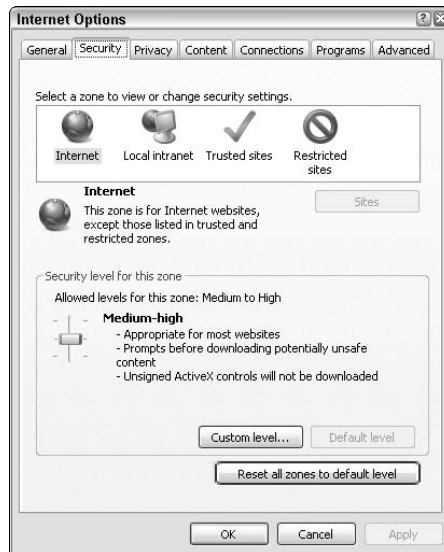 Internet Options
General Security Privacy Content Connections Programs Advanced
Select a zone to view or change security settings.
Internet Local intranet Trusted sites Restricted
sites
Internet
This zone is for Internet websites,
except those listed in trusted and
restricted zones.
Sites
Security level for this zone
Allowed levels for this zone: Medium to High
Medium-high
- Appropriate for most websites
- Prompts before downloading potentially unsafe
content
- Unsigned ActiveX controls will not be downloaded
Custom level... Default level
Reset all zones to default level
OK Cancel Apply